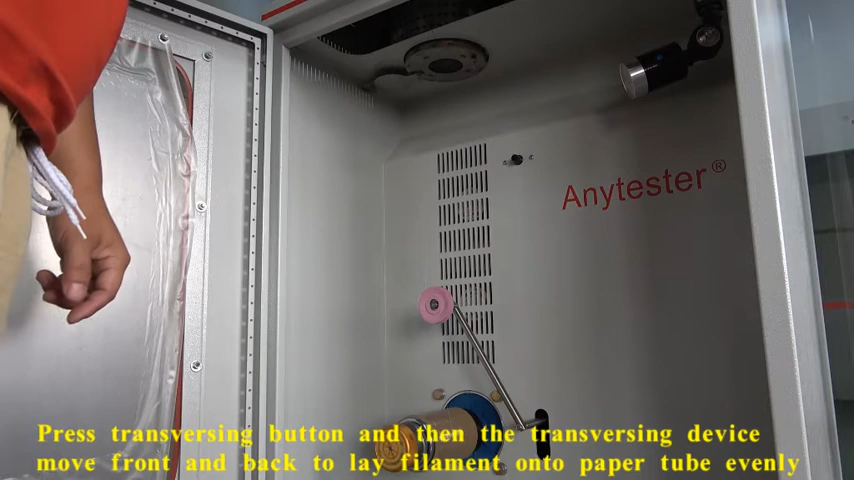 Anytester®
Press transversing button and then the transversing device
move front and back to lay filament onto paper tube evenly